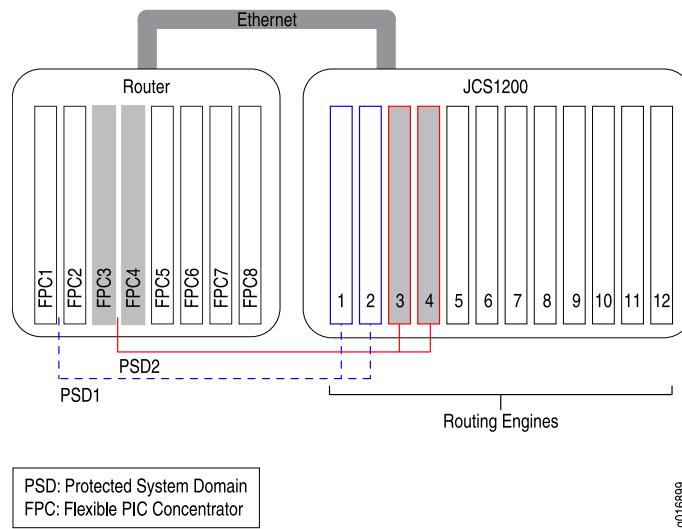 Ethernet
Router
JCS1200
FPC1
FPC2
FPC3
FPC4
FPC5
FPC6
FPC7
FPC8
1
2
3
4
5
6
7
8
9
10
11
12
PSD2
PSD1
Routing Engines
PSD: Protected System Domain
FPC: Flexible PIC Concentrator
g016899